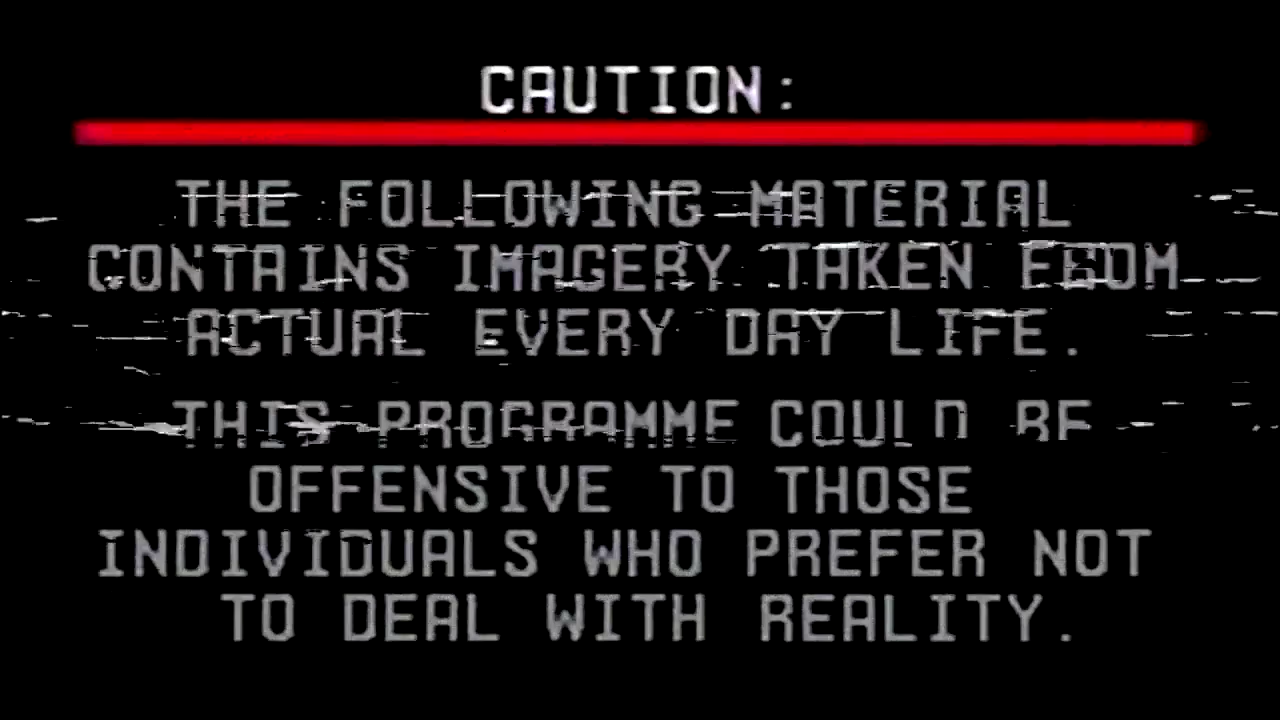 CAUTION:
THE FOLLOWING MATERIAL
CONTAINS IMAGERY TAKEN FROM
ACTUAL EVERY DAY LIFE.
THIS PROGRAMME COULD BE
OFFENSIVE TO THOSE
INDIVIDUALS WHO PREFER NOT
TO DEAL WITH REALITY.